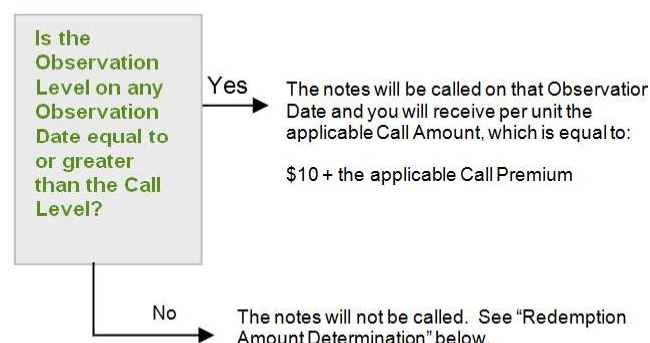 Is the
Observation
Level on any
Observation
Date equal to
or greater
than the Call
Level?
Yes
The notes will be called on that Observation
Date and you will receive per unit the
applicable Call Amount, which is equal to:
$10 + the applicable Call Premium
No
The notes will not be called. See “Redemption
Amount Determination” below.